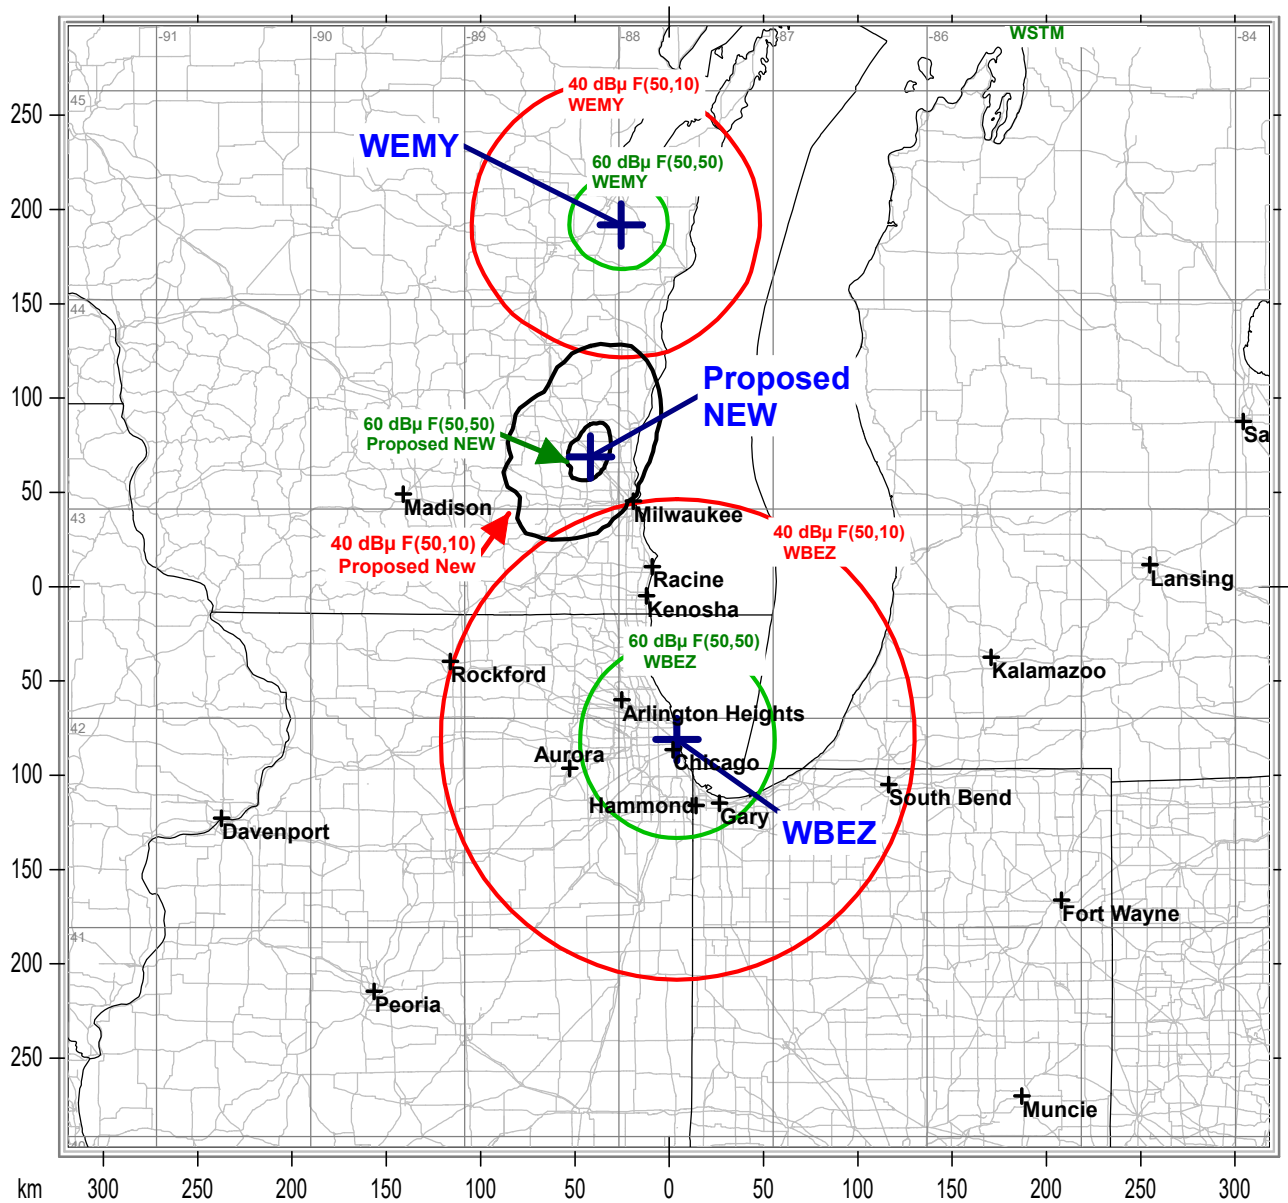 WSTM
-91
-90
-89
-88
-87
-86
-84
45
44
43
42
41
40 dBµ F(50,10)
WEMY
WEMY
60 dBµ F(50,50)
WEMY
Proposed
NEW
60 dBµ F(50,50)
Proposed NEW
Sa
Madison
Milwaukee
40 dBµ F(50,10)
WBEZ
40 dBµ F(50,10)
Proposed New
Racine
Lansing
Kenosha
60 dBµ F(50,50)
WBEZ
Rockford
Kalamazoo
Arlington Heights
Aurora
Chicago
South Bend
Hammond
Gary
Davenport
WBEZ
Fort Wayne
Peoria
Muncie
250
200
150
100
50
0
50
100
150
200
250
km 300 250 200 150 100 50 0 50 100 150 200 250 300